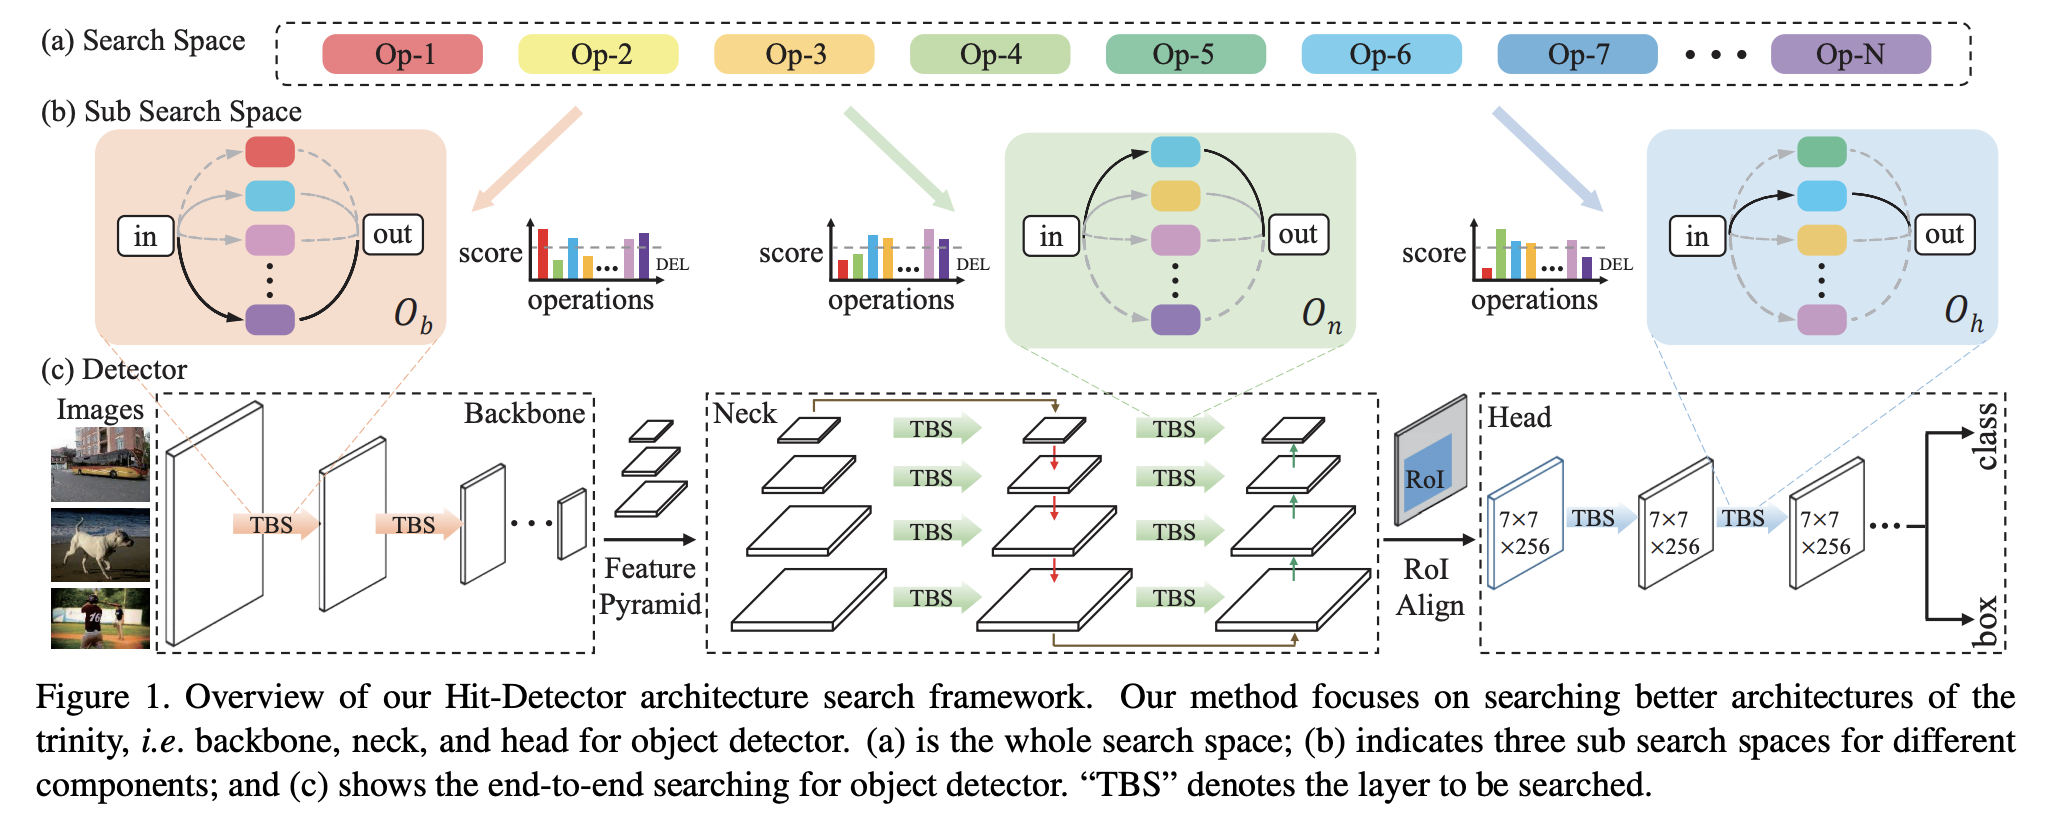 (a) Search Space
Op-1 Op-2 Op-3 Op-4 Op-5 Op-6 Op-7 • • • Op-N
(b) Sub Search Space
in out
O_b
score DEL
operations
score DEL
operations
in out
O_n
score DEL
operations
in out
O_h
(c) Detector
Images
Backbone
TBS TBS
Feature
Pyramid
Neck
TBS TBS
TBS TBS
TBS TBS
TBS TBS
RoI
RoI
Align
Head
7×7
×256
TBS
7×7
×256
TBS
7×7
×256
class
box
Figure 1. Overview of our Hit-Detector architecture search framework. Our method focuses on searching better architectures of the
trinity, i.e. backbone, neck, and head for object detector. (a) is the whole search space; (b) indicates three sub search spaces for different
components; and (c) shows the end-to-end searching for object detector. “TBS” denotes the layer to be searched.